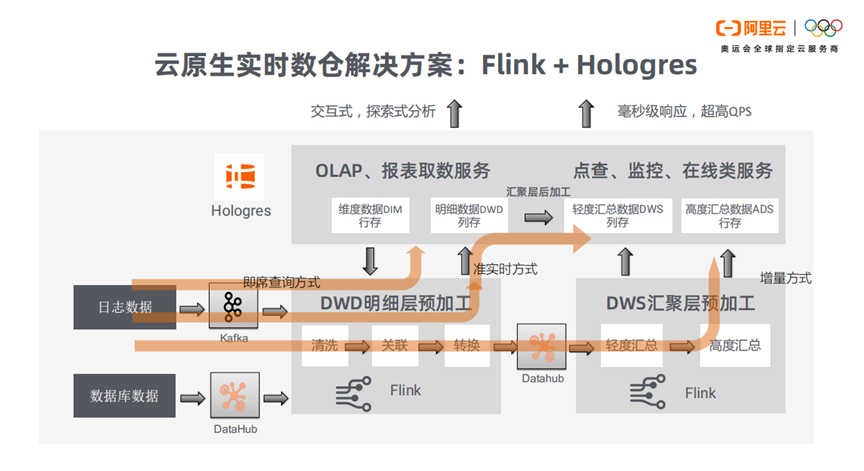 阿里云
奥运会全球指定云服务商
云原生实时数仓解决方案：Flink + Hologres
交互式，探索式分析
毫秒级响应，超高QPS
OLAP、报表取数服务
点查、监控、在线类服务
Hologres
维度数据DIM
行存
明细数据DWD
列存
汇聚层后加工
轻度汇总数据DWS
列存
高度汇总数据ADS
行存
即席查询方式
准实时方式
增量方式
日志数据
Kafka
DWD明细层预加工
清洗
关联
转换
Flink
Datahub
DWS汇聚层预加工
轻度汇总
高度汇总
Flink
数据库数据
DataHub